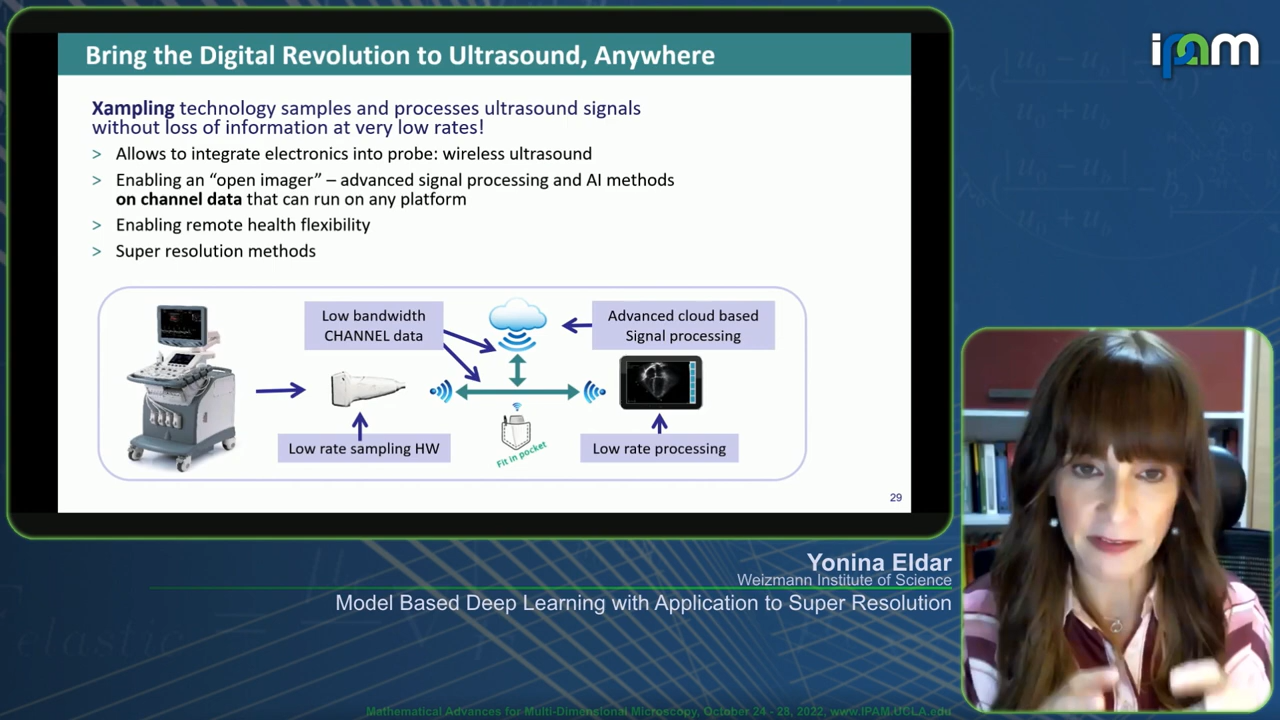 Bring the Digital Revolution to Ultrasound, Anywhere
ipam
Xampling technology samples and processes ultrasound signals
without loss of information at very low rates!
> Allows to integrate electronics into probe: wireless ultrasound
> Enabling an “open imager” – advanced signal processing and AI methods
on channel data that can run on any platform
> Enabling remote health flexibility
> Super resolution methods
Low bandwidth
CHANNEL data
Advanced cloud based
Signal processing
Low rate sampling HW
Fit in pocket
Low rate processing
29
Yonina Eldar
Weizmann Institute of Science
Model Based Deep Learning with Application to Super Resolution
elastic
Mathematical Advances for Multi-Dimensional Microscopy, October 24 - 28, 2022, www.IPAM.UCLA.edu